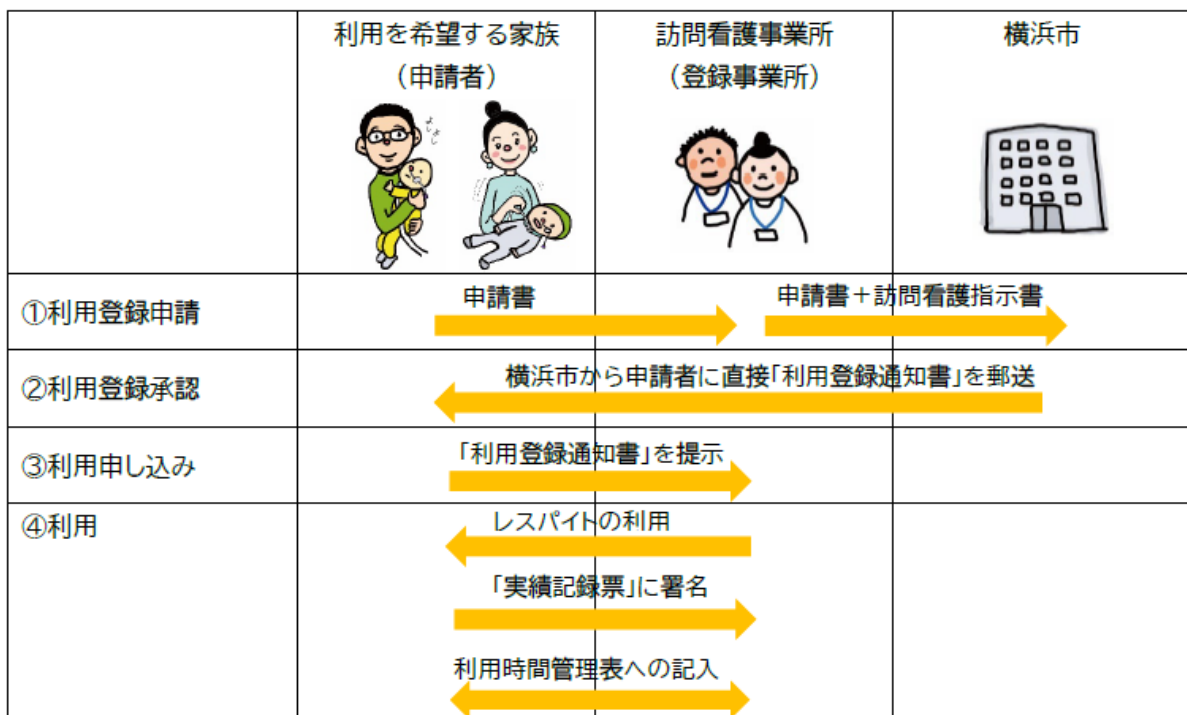 利用を希望する家族
(申請者)
訪問看護事業所
(登録事業所)
横浜市
よしよし
①利用登録申請
申請書
申請書+訪問看護指示書
②利用登録承認
横浜市から申請者に直接「利用登録通知書」を郵送
③利用申し込み
「利用登録通知書」を提示
④利用
レスパイトの利用
「実績記録票」に署名
利用時間管理表への記入